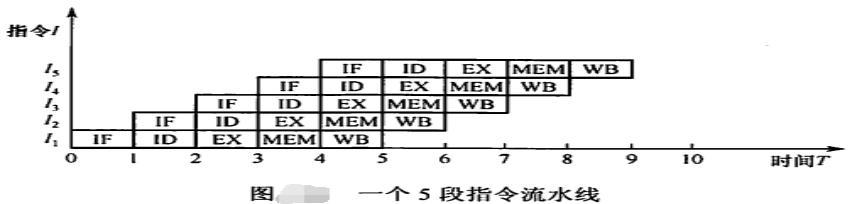 指令I
I5 IF ID EX MEM WB
I4 IF ID EX MEM WB
I3 IF ID EX MEM WB
I2 IF ID EX MEM WB
I1 IF ID EX MEM WB
0 1 2 3 4 5 6 7 8 9 10 时间T
图 一个5段指令流水线